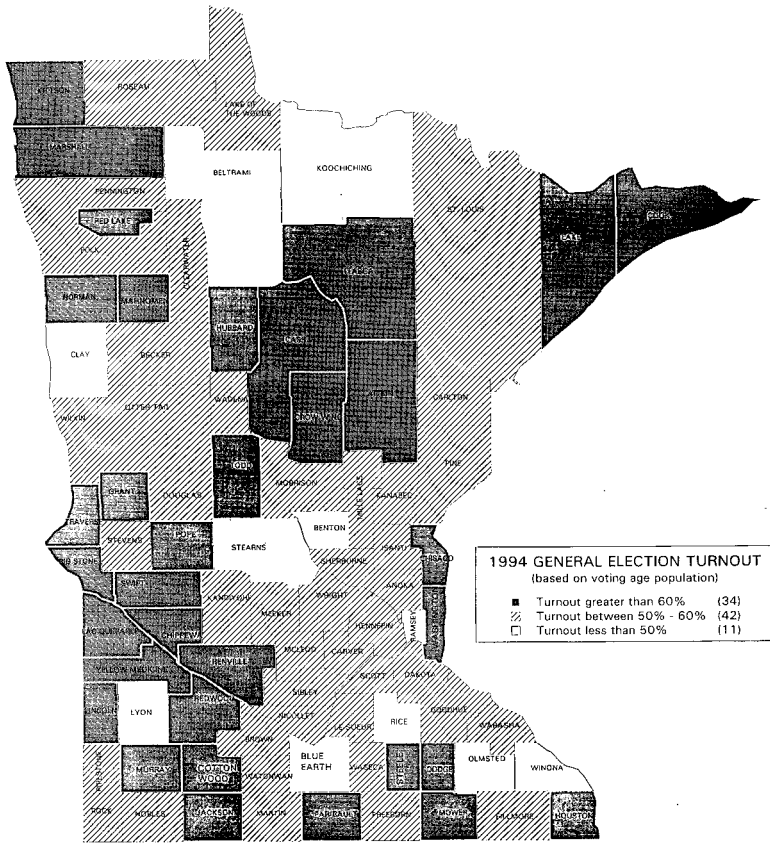 KITTSON
ROSEAU
LAKE OF
THE WOODS
MARSHALL
BELTRAMI
KOOCHICHING
PENNINGTON
ST. LOUIS
COOK
RED LAKE
POLK
LAKE
CLEARWATER
ITASCA
NORMAN
MAHNOMEN
HUBBARD
CASS
CLAY
BECKER
AITKIN
WADENA
CROW WING
CARLTON
WILKIN
OTTER TAIL
TODD
PINE
GRANT
DOUGLAS
MORRISON
MILLE LACS
KANABEC
TRAVERSE
STEVENS
POPE
STEARNS
BENTON
ISANTI
CHISAGO
BIG STONE
SHERBURNE
SWIFT
ANOKA
KANDIYOHI
MEEKER
WRIGHT
WASHINGTON
HENNEPIN
RAMSEY
LAC QUI PARLE
CHIPPEWA
MCLEOD
CARVER
RENVILLE
SCOTT
DAKOTA
YELLOW MEDICINE
SIBLEY
LINCOLN
LYON
REDWOOD
NICOLLET
LE SUEUR
RICE
GOODHUE
WABASHA
BROWN
PIPESTONE
MURRAY
COTTON
WOOD
WATONWAN
BLUE
EARTH
WASECA
STEELE
DODGE
OLMSTED
WINONA
ROCK
NOBLES
JACKSON
MARTIN
FARIBAULT
FREEBORN
MOWER
FILLMORE
HOUSTON
1994 GENERAL ELECTION TURNOUT
(based on voting age population)
Turnout greater than 60% (34)
Turnout between 50% - 60% (42)
Turnout less than 50% (11)